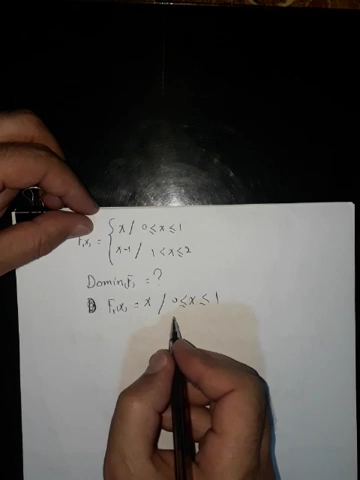 F(x) = { x / 0 ≤ x ≤ 1
x-1 / 1 < x ≤ 2
Domin F = ?
F(x) = x / 0 ≤ x ≤ 1